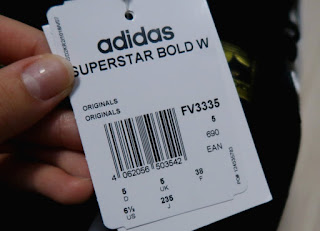 adidas
SUPERSTAR BOLD W
ORIGINALS
ORIGINALS
FV3335
5
690
EAN
4 062056 503542
5 5 38
D UK F
6½ 235
US J